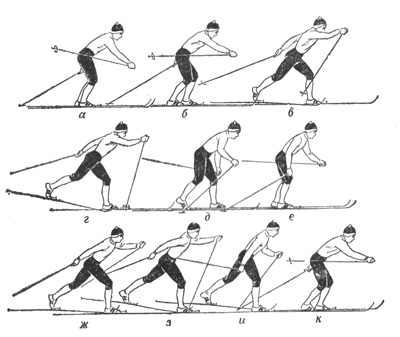 а б в
г д е
ж з и к